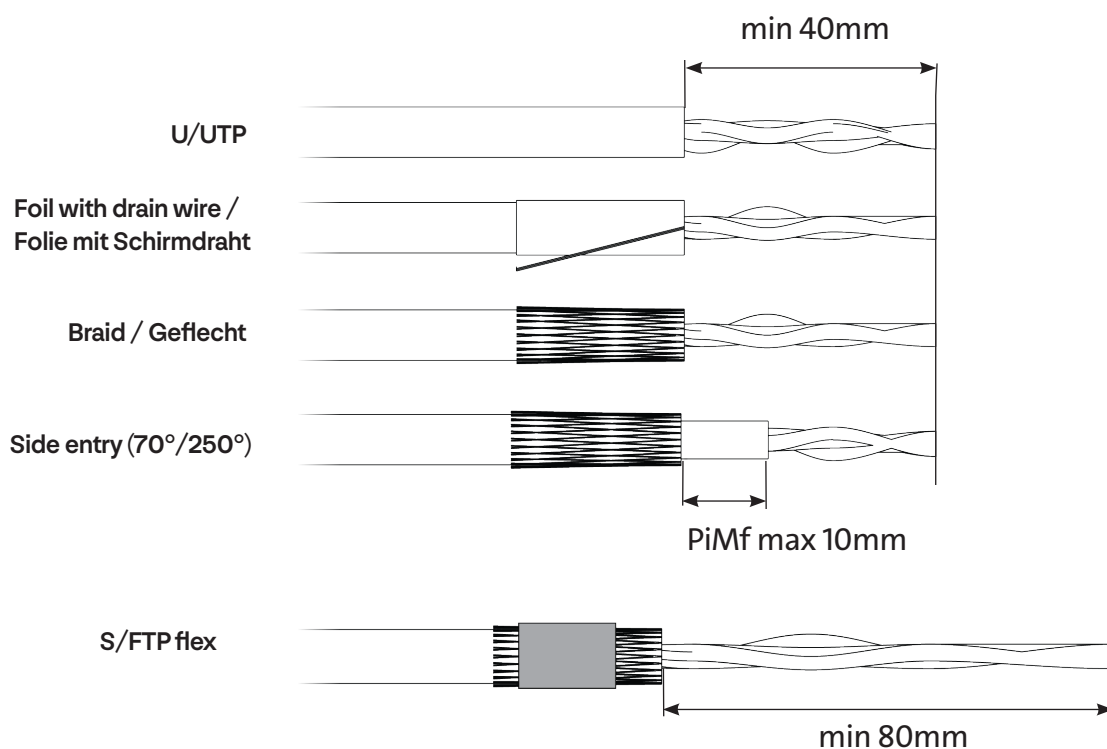 min 40mm
U/UTP
Foil with drain wire /
Folie mit Schirmdraht
Braid / Geflecht
Side entry (70°/250°)
PiMf max 10mm
S/FTP flex
min 80mm